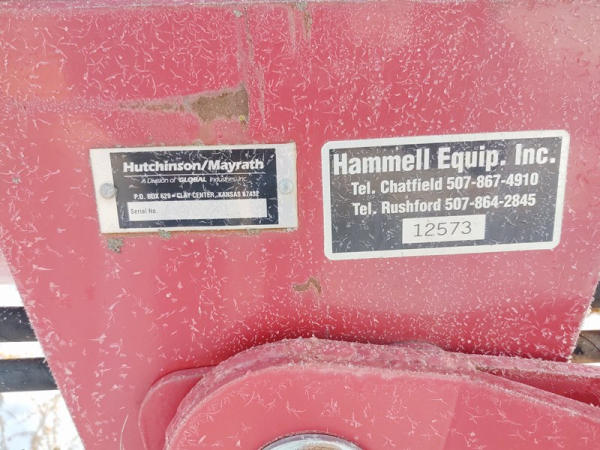 Hutchinson/Mayrath
A Division of GLOBAL Industries, Inc.
P.O. BOX 629 - CLAY CENTER, KANSAS 67432
Serial No.
Hammell Equip. Inc.
Tel. Chatfield 507-867-4910
Tel. Rushford 507-864-2845
12573